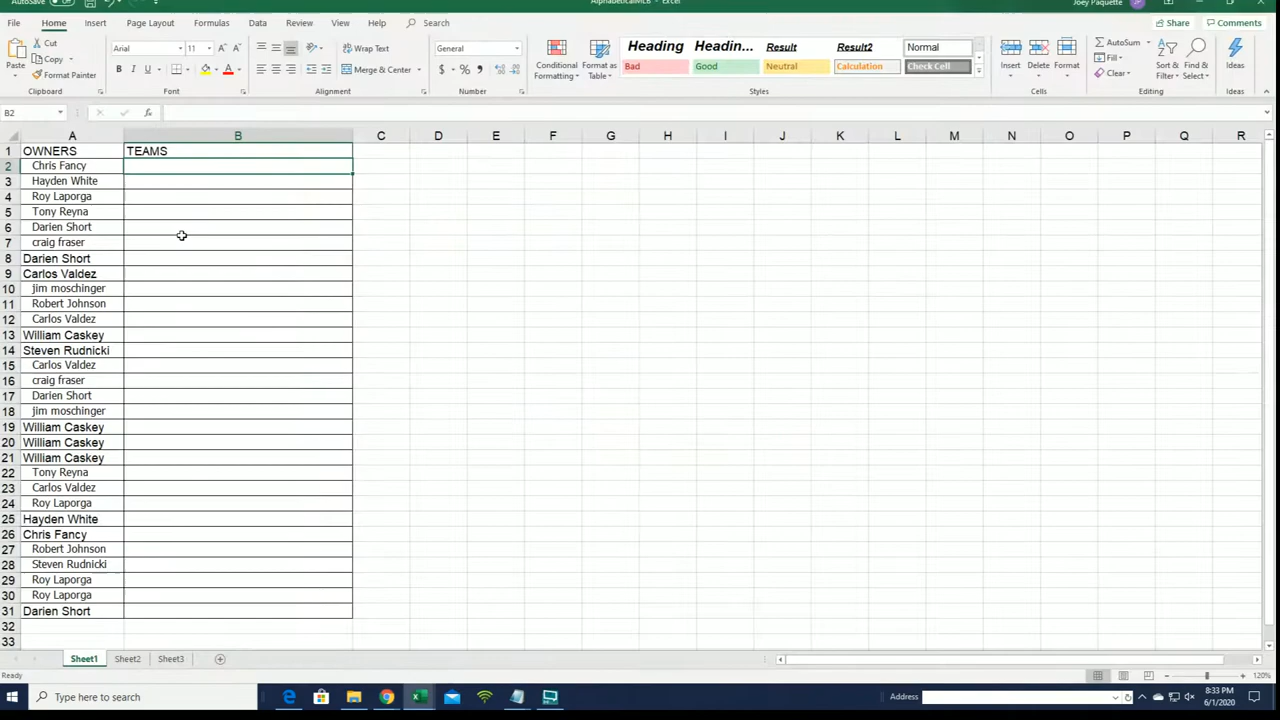 AutoSave Off AlphabeticalMLB - Excel Joey Paquette JP
File Home Insert Page Layout Formulas Data Review View Help Search Share Comments
Paste Cut Copy Format Painter Clipboard
Arial 11 A A B I U A Font
Wrap Text Merge & Center Alignment
General $ % , Number
Conditional Formatting Format as Table
Heading Headin... Result Result2 Normal
Bad Good Neutral Calculation Check Cell
Styles
Insert Delete Format Cells
AutoSum Fill Clear Sort & Filter Find & Select Editing
Ideas Ideas
B2 fx
A B C D E F G H I J K L M N O P Q R
1 OWNERS TEAMS
2 Chris Fancy
3 Hayden White
4 Roy Laporga
5 Tony Reyna
6 Darien Short
7 craig fraser
8 Darien Short
9 Carlos Valdez
10 jim moschinger
11 Robert Johnson
12 Carlos Valdez
13 William Caskey
14 Steven Rudnicki
15 Carlos Valdez
16 craig fraser
17 Darien Short
18 jim moschinger
19 William Caskey
20 William Caskey
21 William Caskey
22 Tony Reyna
23 Carlos Valdez
24 Roy Laporga
25 Hayden White
26 Chris Fancy
27 Robert Johnson
28 Steven Rudnicki
29 Roy Laporga
30 Roy Laporga
31 Darien Short
32
33
Sheet1 Sheet2 Sheet3
Ready 120%
Type here to search Address 8:33 PM
6/1/2020